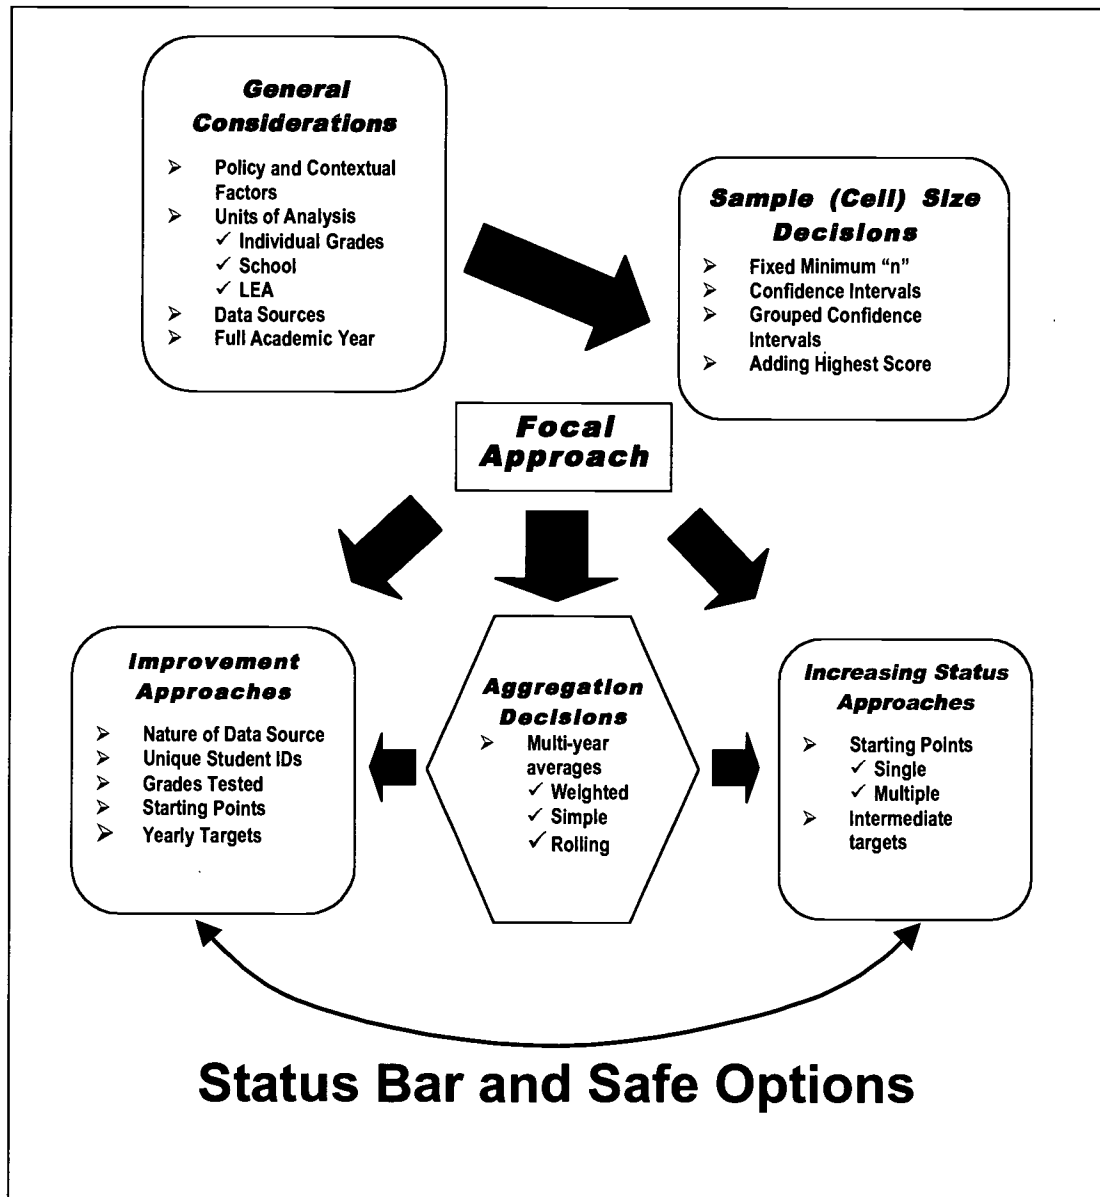 General
Considerations
➢ Policy and Contextual
Factors
➢ Units of Analysis
✓ Individual Grades
✓ School
✓ LEA
➢ Data Sources
➢ Full Academic Year
Sample (Cell) Size
Decisions
➢ Fixed Minimum “n”
➢ Confidence Intervals
➢ Grouped Confidence
Intervals
➢ Adding Highest Score
Focal
Approach
Improvement
Approaches
➢ Nature of Data Source
➢ Unique Student IDs
➢ Grades Tested
➢ Starting Points
➢ Yearly Targets
Aggregation
Decisions
➢ Multi-year
averages
✓ Weighted
✓ Simple
✓ Rolling
Increasing Status
Approaches
➢ Starting Points
✓ Single
✓ Multiple
➢ Intermediate
targets
Status Bar and Safe Options